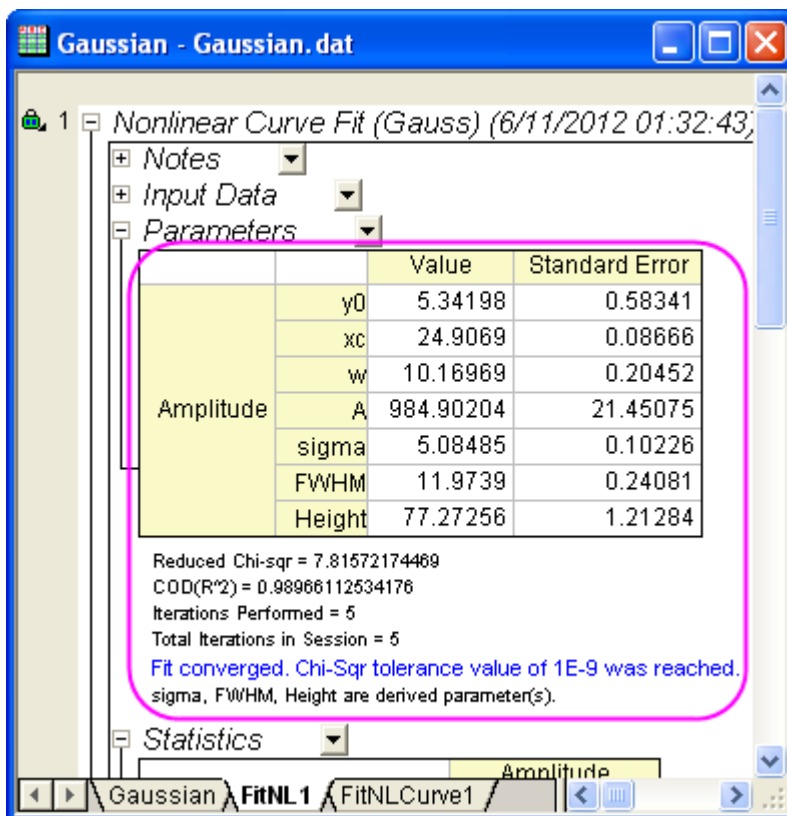 Gaussian - Gaussian.dat
1 Nonlinear Curve Fit (Gauss) (6/11/2012 01:32:43)
Notes
Input Data
Parameters
Value Standard Error
Amplitude
y0 5.34198 0.58341
xc 24.9069 0.08666
w 10.16969 0.20452
A 984.90204 21.45075
sigma 5.08485 0.10226
FWHM 11.9739 0.24081
Height 77.27256 1.21284
Reduced Chi-sqr = 7.81572174469
COD(R^2) = 0.98966112534176
Iterations Performed = 5
Total Iterations in Session = 5
Fit converged. Chi-Sqr tolerance value of 1E-9 was reached.
sigma, FWHM, Height are derived parameter(s).
Statistics
Amplitude
Gaussian FitNL1 FitNLCurve1